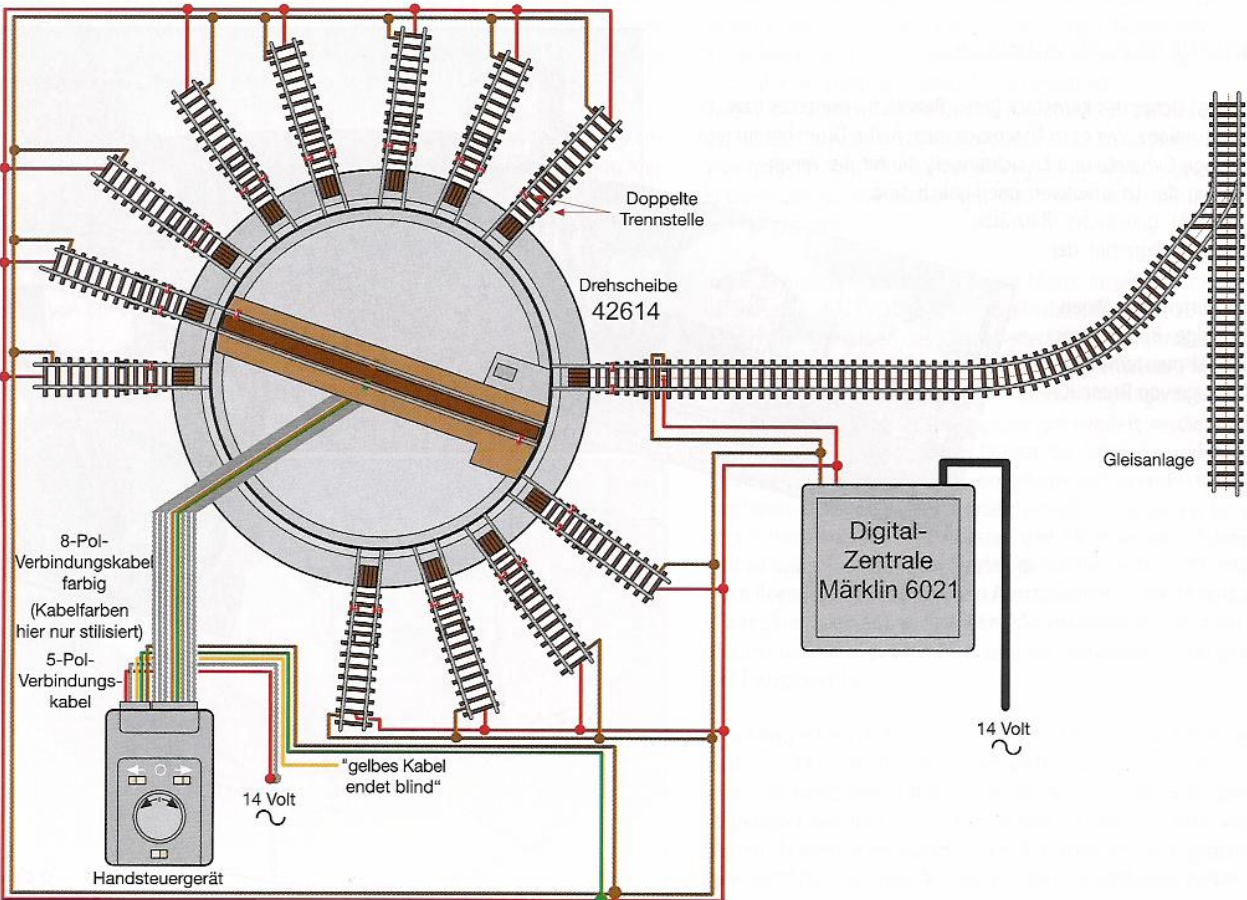 Doppelte
Trennstelle
Drehscheibe
42614
Gleisanlage
Digital-
Zentrale
Märklin 6021
14 Volt
8-Pol-
Verbindungskabel
farbig
(Kabelfarben
hier nur stilisiert)
5-Pol-
Verbindungs-
kabel
"gelbes Kabel
endet blind"
14 Volt
Handsteuergerät